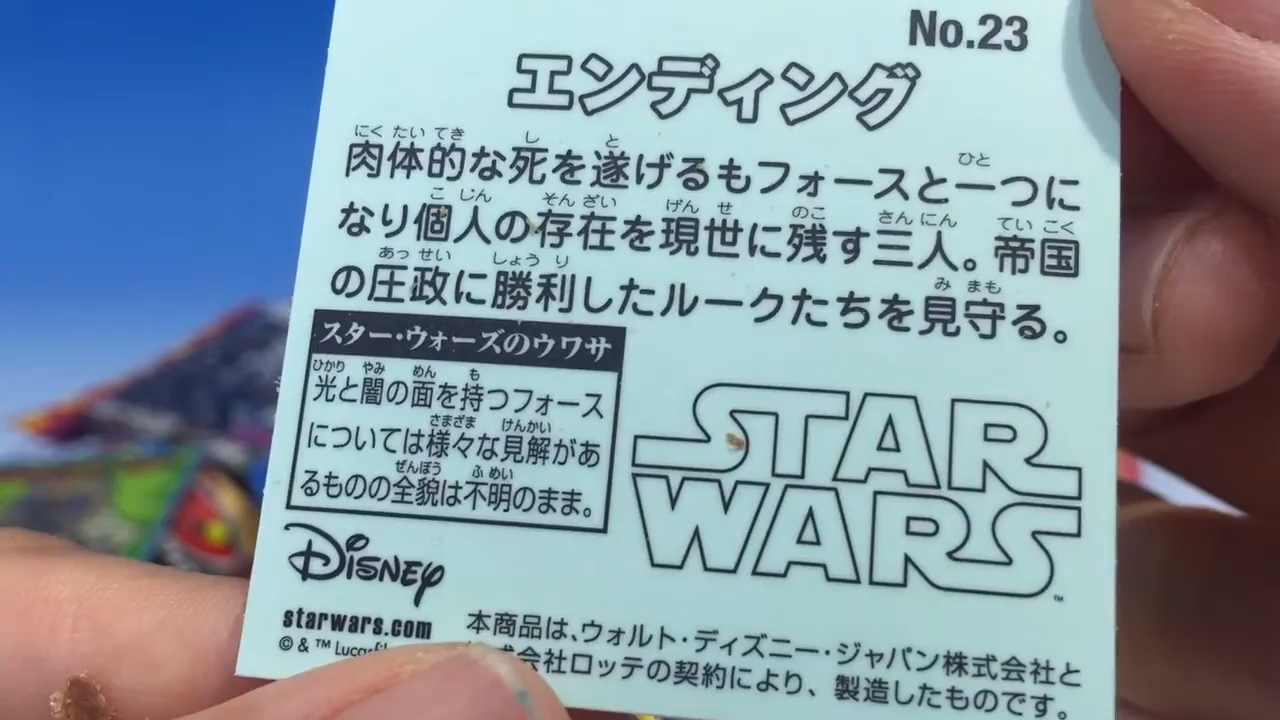 No.23
エンディング
肉体的な死を遂げるもフォースと一つに
なり個人の存在を現世に残す三人。帝国
の圧政に勝利したルークたちを見守る。
スター・ウォーズのウワサ
光と闇の面を持つフォース
については様々な見解があ
るものの全貌は不明のまま。
STAR
WARS
™
Disney
starwars.com
© & ™ Lucasfi
本商品は、ウォルト・ディズニー・ジャパン株式会社と
式会社ロッテの契約により、製造したものです。